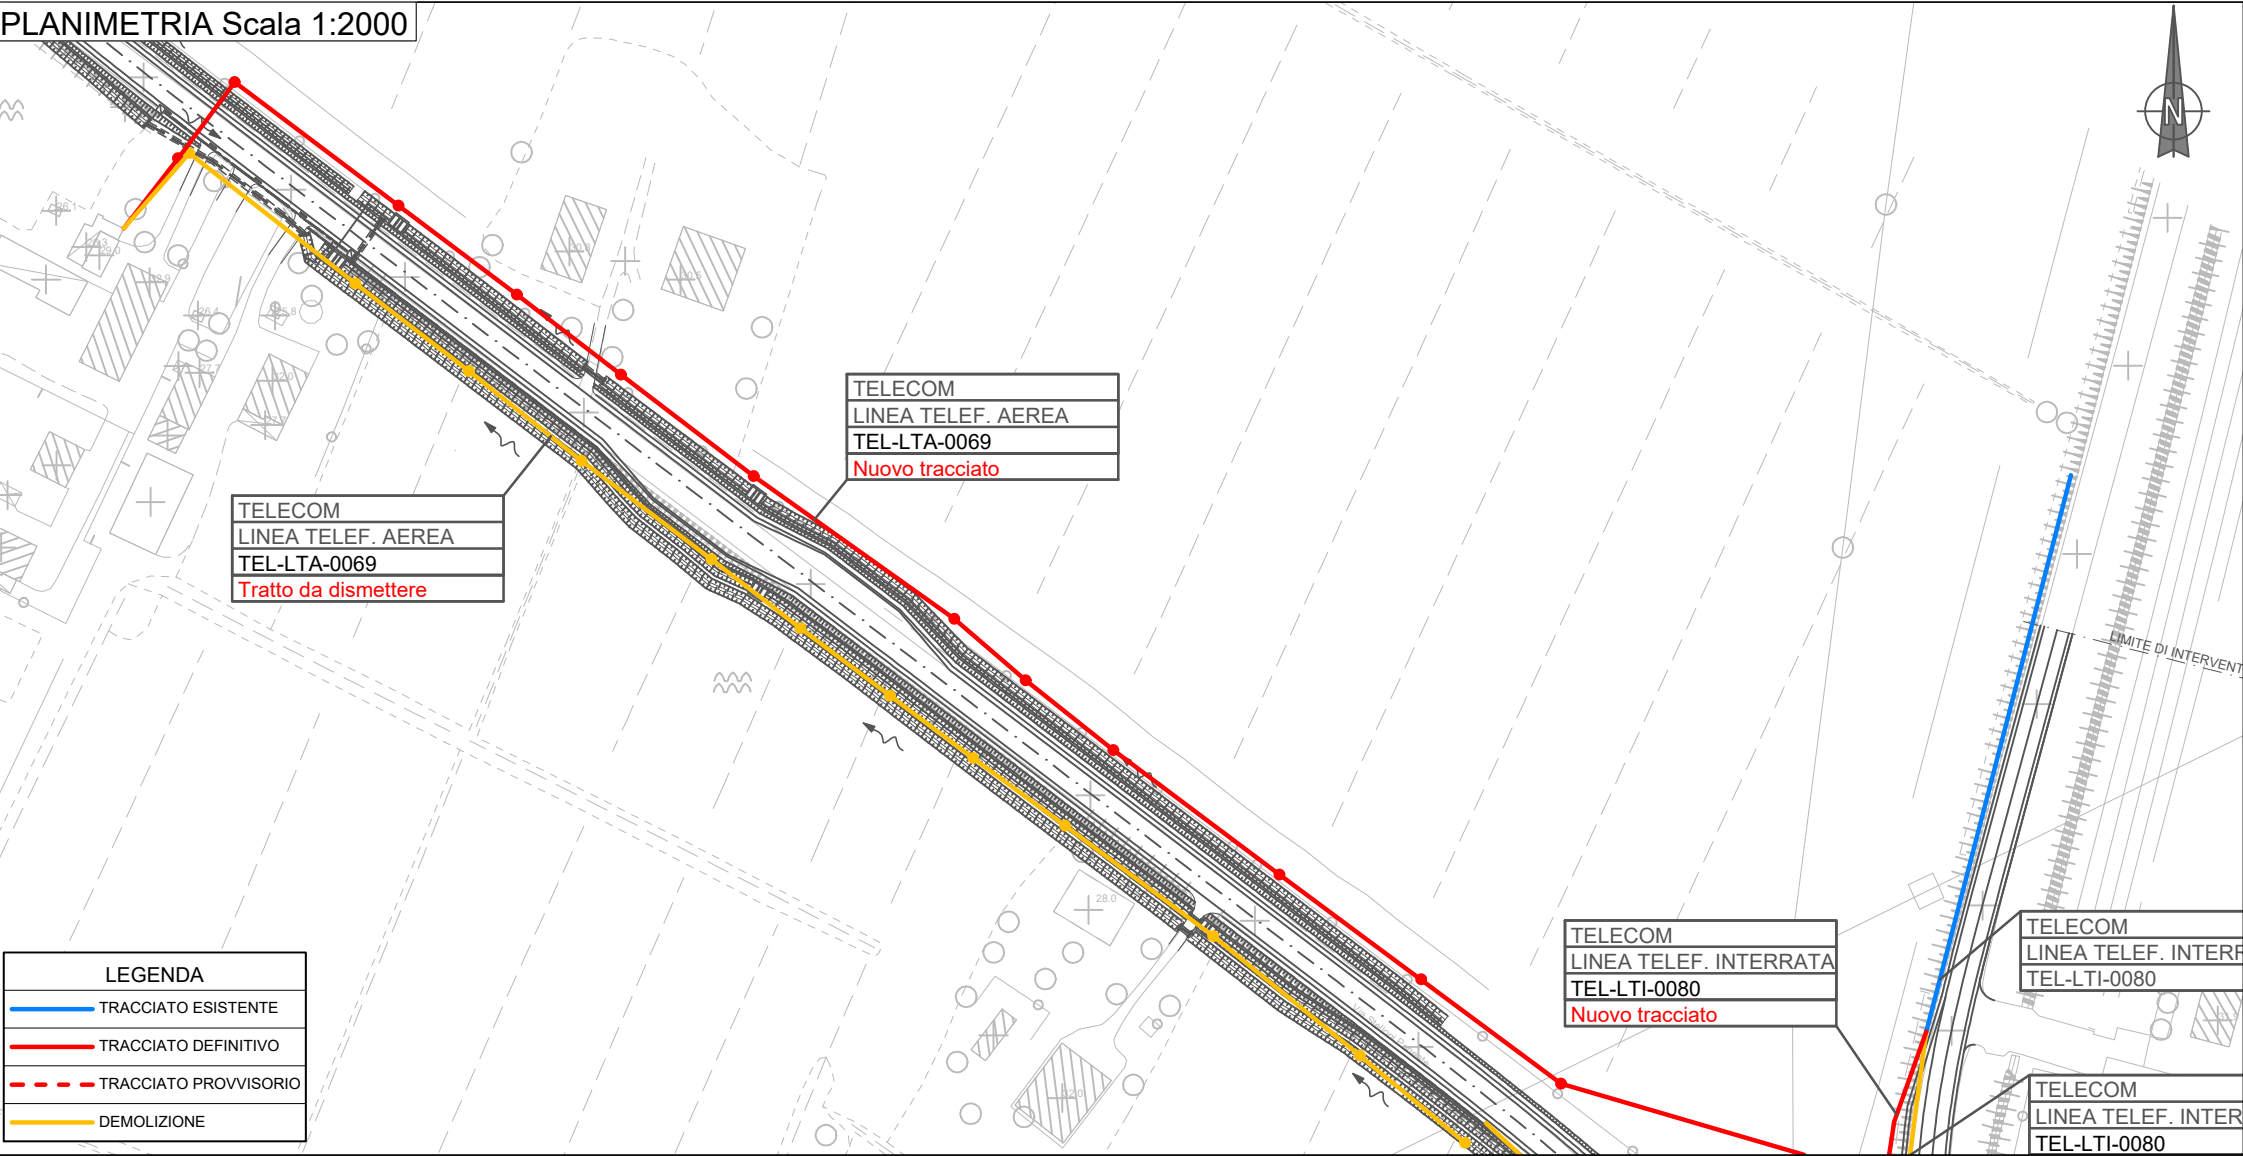 PLANIMETRIA Scala 1:2000
N
TELECOM
LINEA TELEF. AEREA
TEL-LTA-0069
Nuovo tracciato
TELECOM
LINEA TELEF. AEREA
TEL-LTA-0069
Tratto da dismettere
LIMITE DI INTERVENT
28.0
TELECOM
LINEA TELEF. INTERRATA
TEL-LTI-0080
Nuovo tracciato
TELECOM
LINEA TELEF. INTERR
TEL-LTI-0080
TELECOM
LINEA TELEF. INTER
TEL-LTI-0080
LEGENDA
TRACCIATO ESISTENTE
TRACCIATO DEFINITIVO
TRACCIATO PROVVISORIO
DEMOLIZIONE